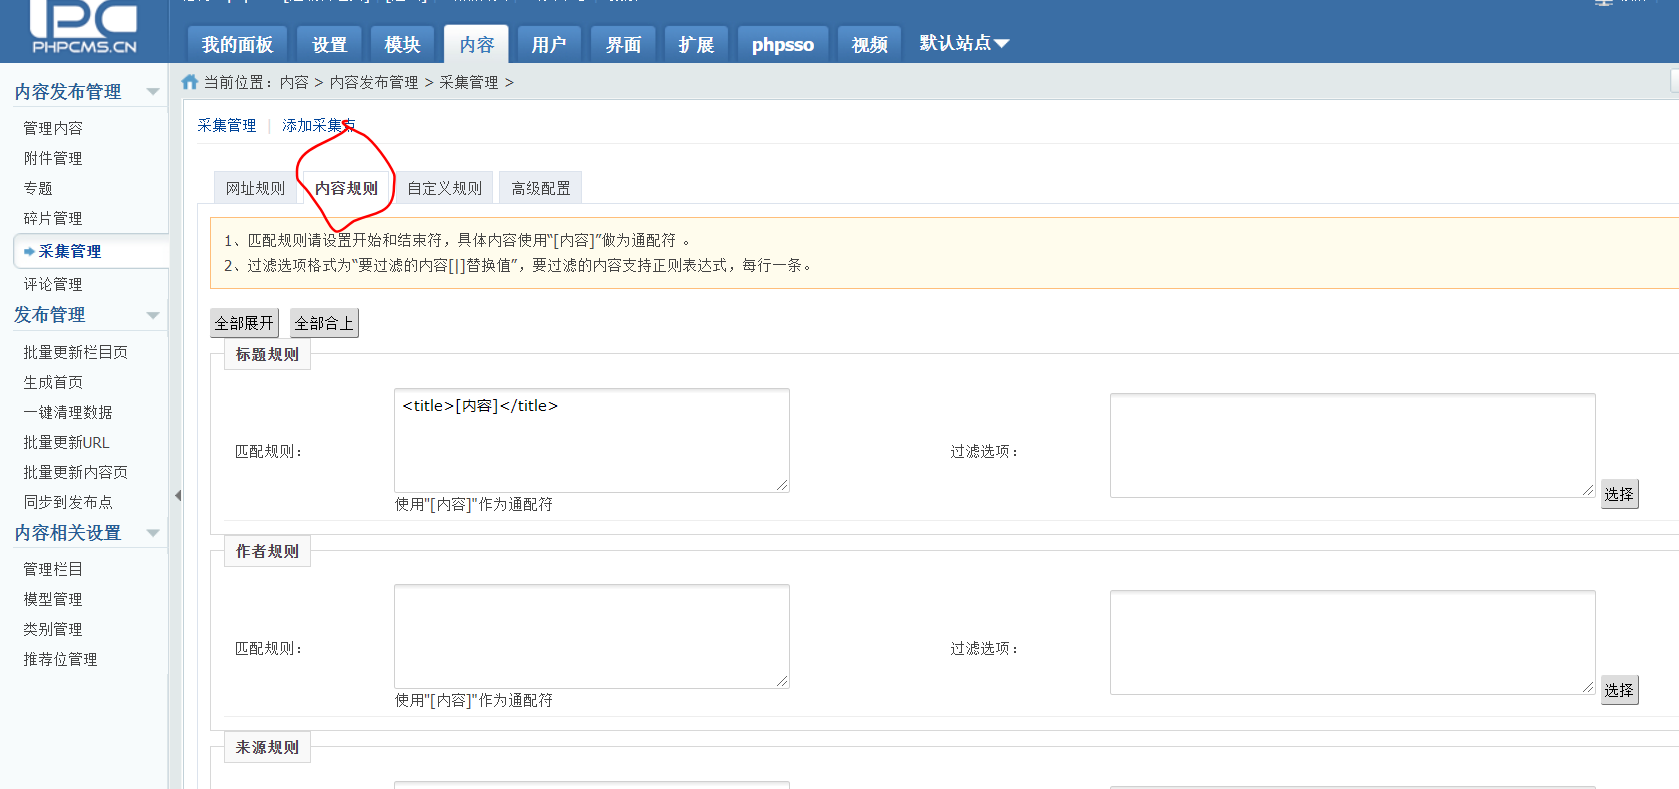 PHPCMS.CN
我的面板 设置 模块 内容 用户 界面 扩展 phpsso 视频 默认站点
当前位置：内容 > 内容发布管理 > 采集管理 >
内容发布管理
管理内容
附件管理
专题
碎片管理
采集管理
评论管理
发布管理
批量更新栏目页
生成首页
一键清理数据
批量更新URL
批量更新内容页
同步到发布点
内容相关设置
管理栏目
模型管理
类别管理
推荐位管理
采集管理 | 添加采集点
网址规则 内容规则 自定义规则 高级配置
1、匹配规则请设置开始和结束符，具体内容使用“[内容]”做为通配符 。
2、过滤选项格式为“要过滤的内容[|]替换值”，要过滤的内容支持正则表达式，每行一条。
全部展开 全部合上
标题规则
匹配规则：
<title>[内容]</title>
使用"[内容]"作为通配符
过滤选项：
选择
作者规则
匹配规则：
使用"[内容]"作为通配符
过滤选项：
选择
来源规则